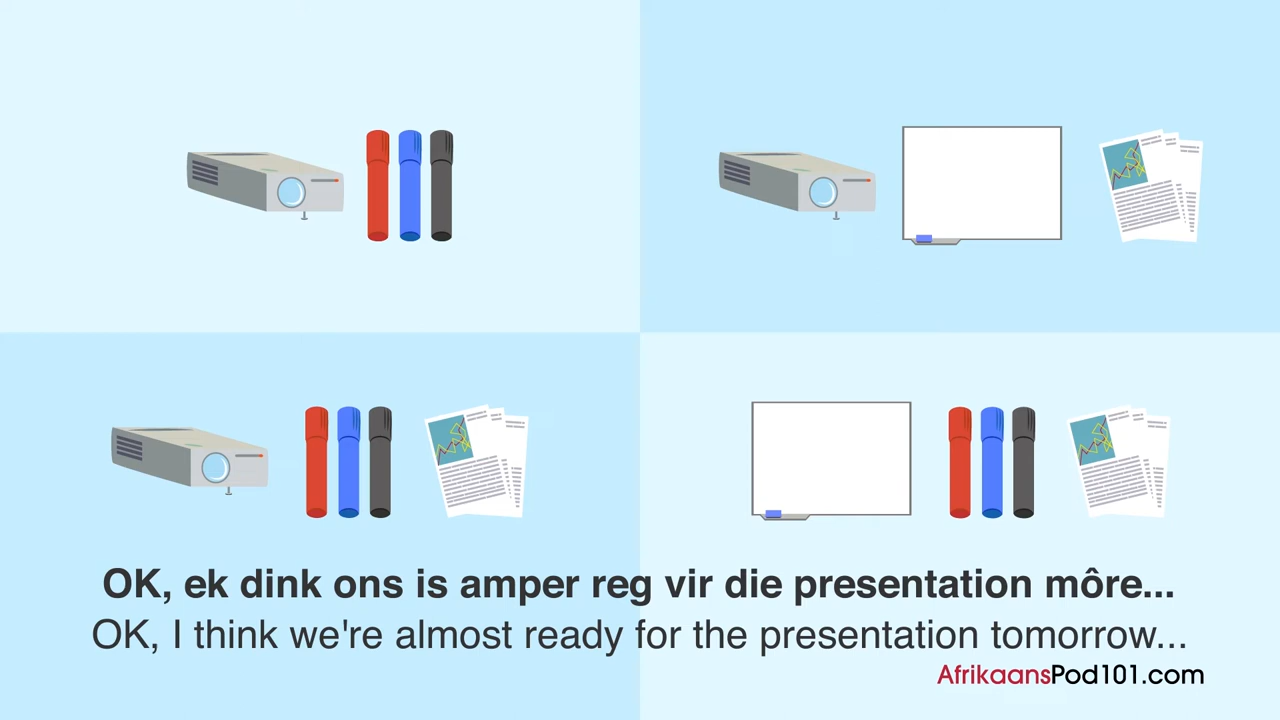 OK, ek dink ons is amper reg vir die presentation môre...
OK, I think we're almost ready for the presentation tomorrow...
AfrikaansPod101.com